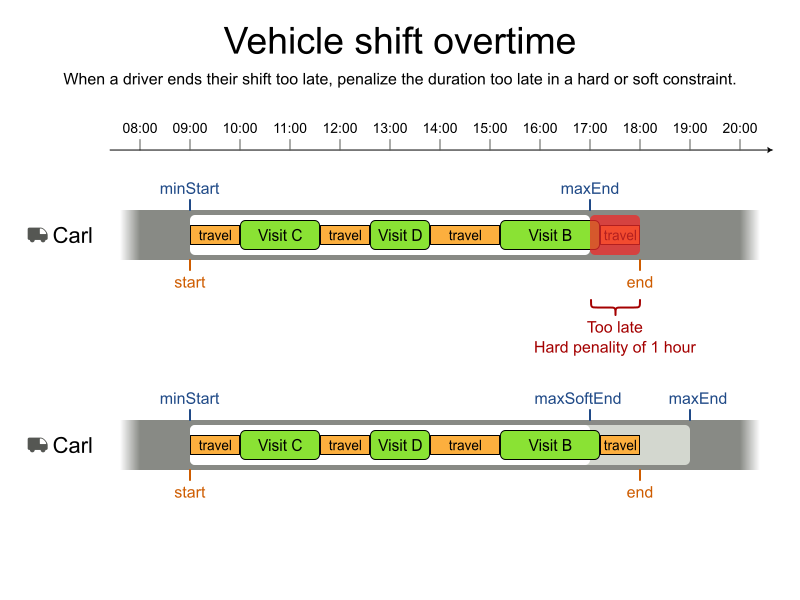 Vehicle shift overtime
When a driver ends their shift too late, penalize the duration too late in a hard or soft constraint.
08:00 09:00 10:00 11:00 12:00 13:00 14:00 15:00 16:00 17:00 18:00 19:00 20:00
minStart maxEnd
Carl travel Visit C travel Visit D travel Visit B travel
start end
Too late
Hard penality of 1 hour
minStart maxSoftEnd maxEnd
Carl travel Visit C travel Visit D travel Visit B travel
start end